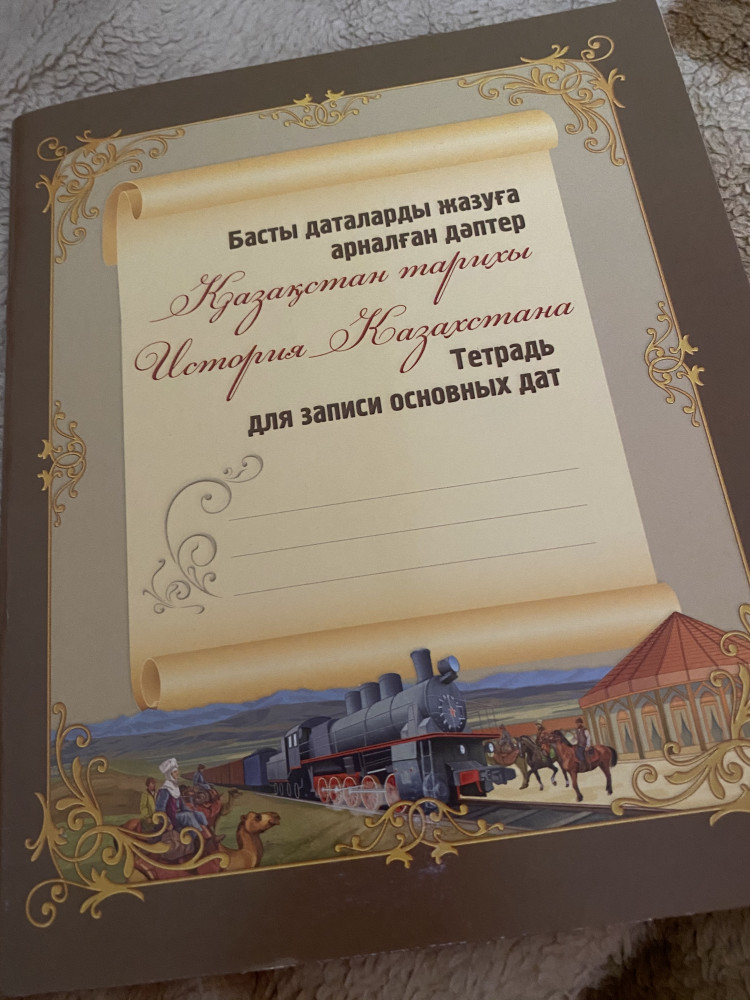 Басты даталарды жазуға
арналған дәптер
Қазақстан тарихы
История Казахстана
Тетрадь
для записи основных дат